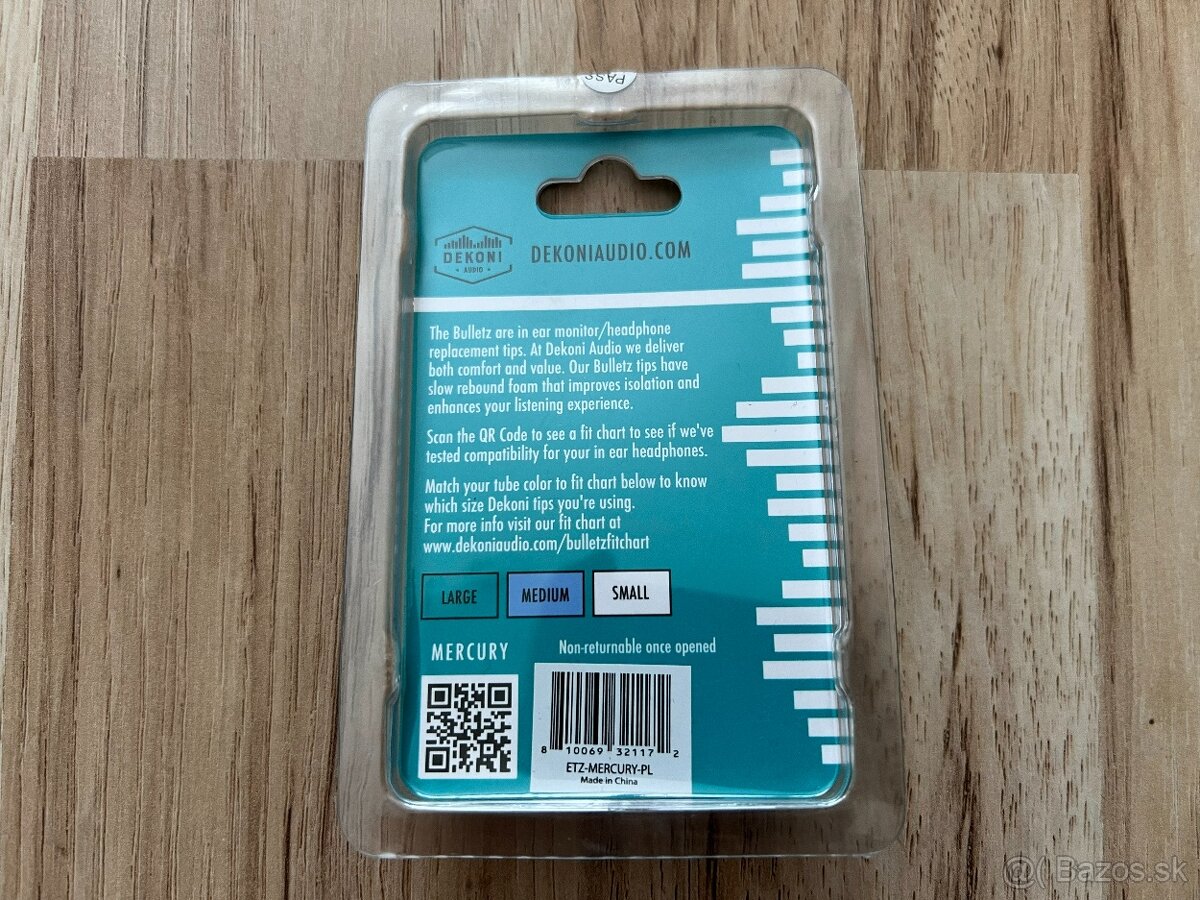 PASS
DEKONI
AUDIO
DEKONIAUDIO.COM
The Bulletz are in ear monitor/headphone
replacement tips. At Dekoni Audio we deliver
both comfort and value. Our Bulletz tips have
slow rebound foam that improves isolation and
enhances your listening experience.
Scan the QR Code to see a fit chart to see if we've
tested compatibility for your in ear headphones.
Match your tube color to fit chart below to know
which size Dekoni tips you're using.
For more info visit our fit chart at
www.dekoniaudio.com/bulletzfitchart
LARGE MEDIUM SMALL
MERCURY Non-returnable once opened
8 10069 32117 2
ETZ-MERCURY-PL
Made in China
@( Bazos.sk